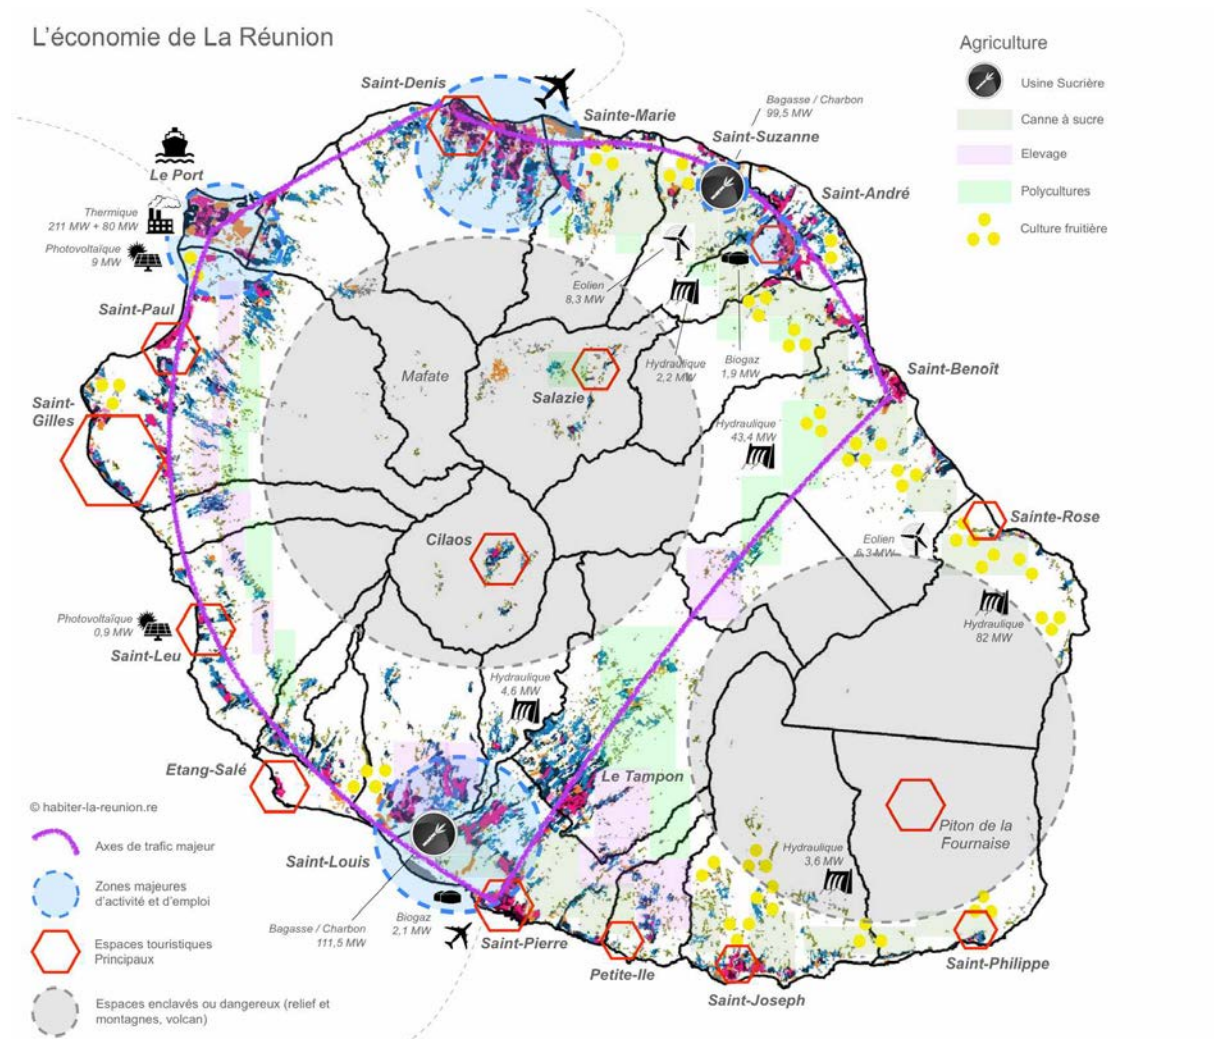 L'économie de La Réunion
Agriculture
Usine Sucrière
Canne à sucre
Elevage
Polycultures
Culture fruitière
Saint-Denis
Sainte-Marie
Bagasse / Charbon
99,5 MW
Saint-Suzanne
Saint-André
Le Port
Thermique
211 MW + 80 MW
Photovoltaïque
9 MW
Eolien
8,3 MW
Saint-Paul
Hydraulique
2,2 MW
Biogaz
1,9 MW
Mafate
Salazie
Saint-Benoît
Saint-
Gilles
Hydraulique
43,4 MW
Sainte-Rose
Cilaos
Eolien
6,3 MW
Photovoltaïque
0,9 MW
Saint-Leu
Hydraulique
82 MW
Hydraulique
4,6 MW
Etang-Salé
Le Tampon
© habiter-la-reunion.re
Axes de trafic majeur
Saint-Louis
Piton de la
Fournaise
Hydraulique
3,6 MW
Zones majeures
d'activité et d'emploi
Biogaz
2,1 MW
Bagasse / Charbon
111,5 MW
Saint-Pierre
Espaces touristiques
Principaux
Petite-Ile
Saint-Joseph
Saint-Philippe
Espaces enclavés ou dangereux (relief et
montagnes, volcan)